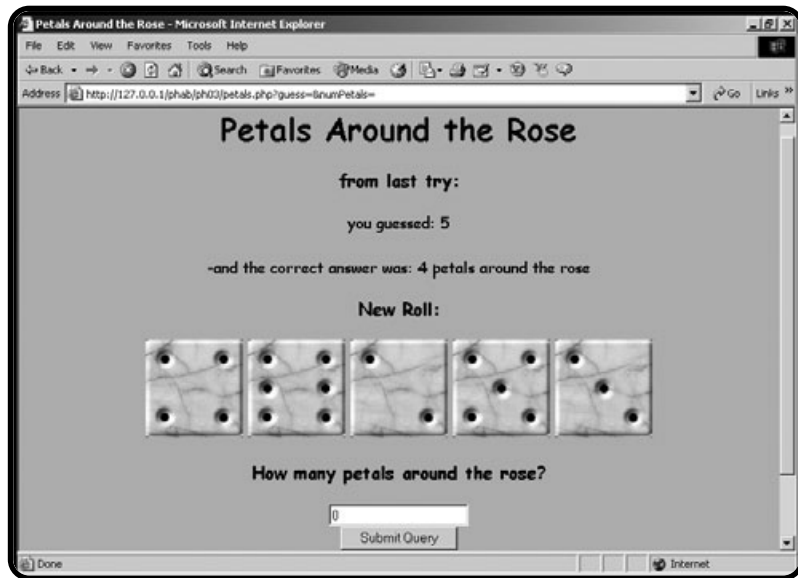 Petals Around the Rose - Microsoft Internet Explorer
File Edit View Favorites Tools Help
Back Search Favorites Media
Address http://127.0.0.1/phab/ph03/petals.php?guess=&numPetals= Go Links »
Petals Around the Rose
from last try:
you guessed: 5
-and the correct answer was: 4 petals around the rose
New Roll:
How many petals around the rose?
0
Submit Query
Done Internet